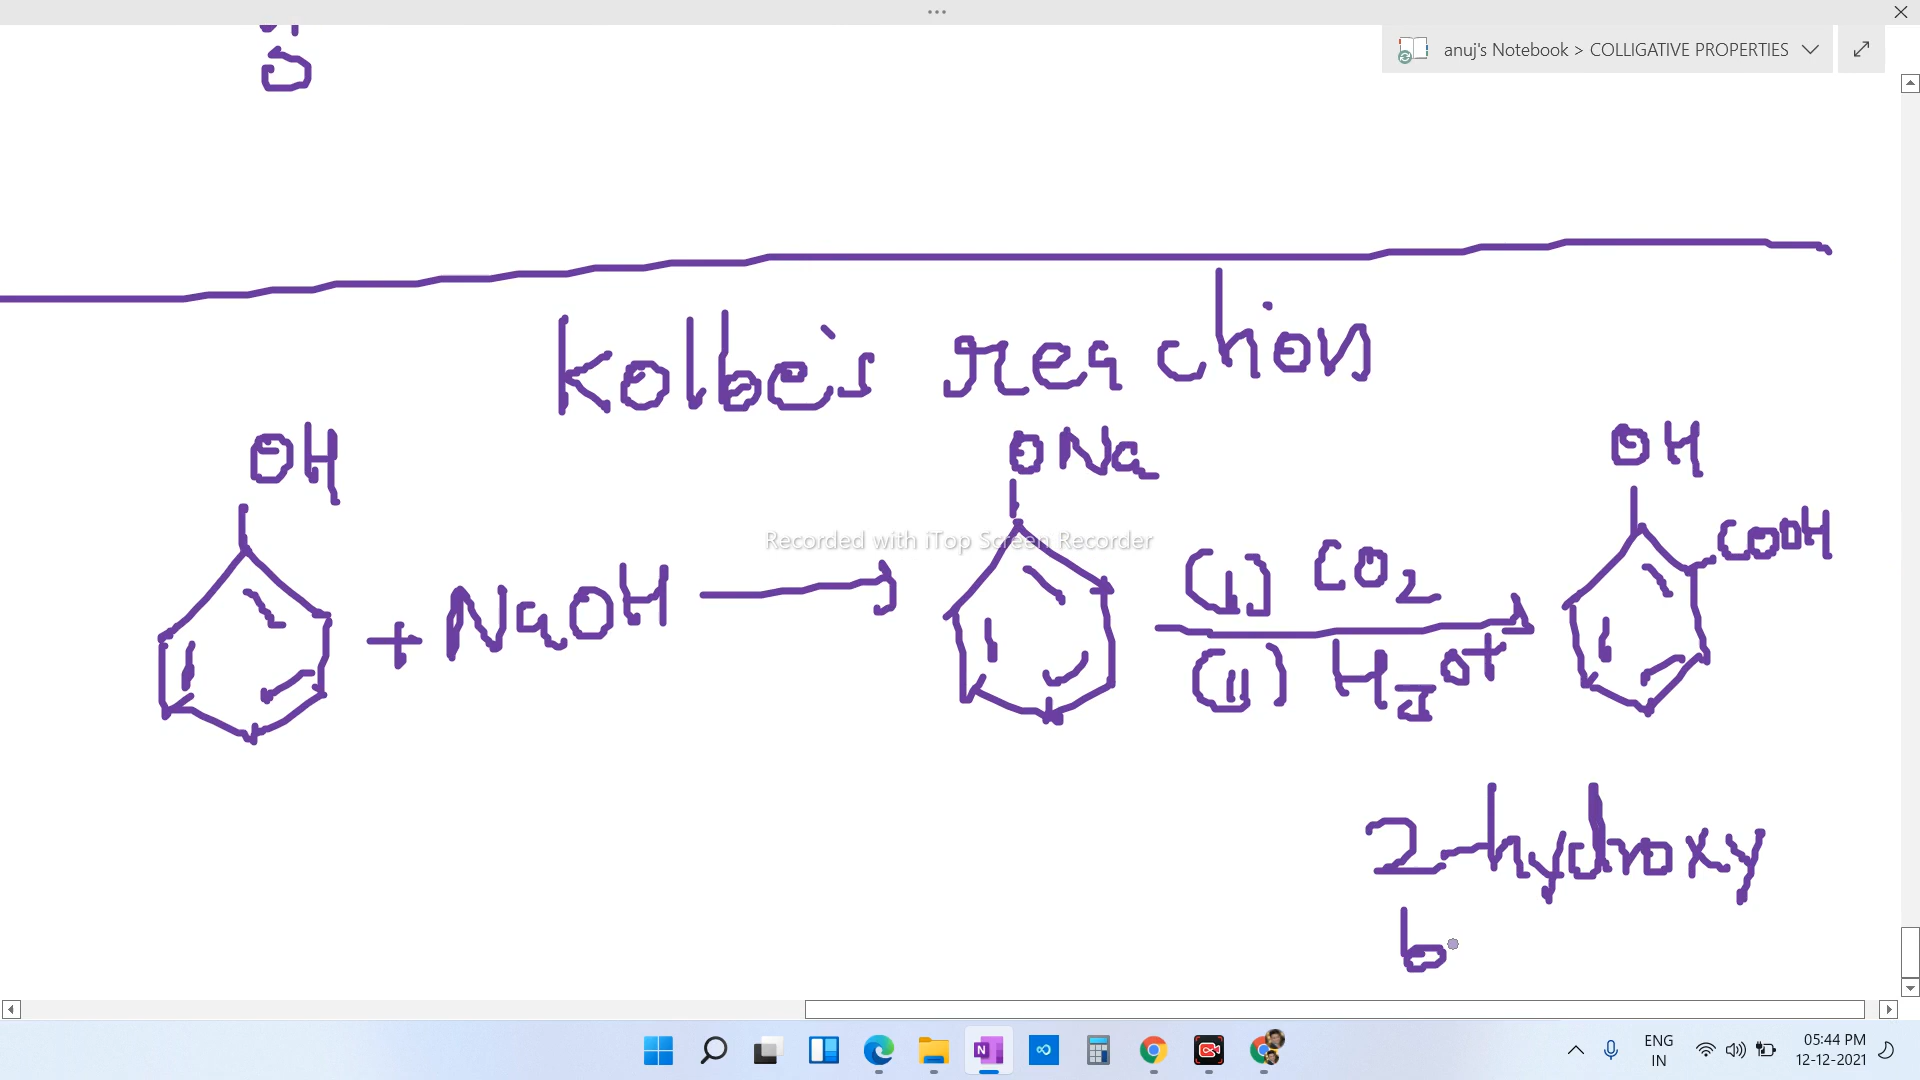 anuj's Notebook > COLLIGATIVE PROPERTIES
Kolbe's reaction
OH
ONa
OH
COOH
+ NaOH
(i) CO2
(ii) H3O+
Recorded with iTop Screen Recorder
2-hydroxy
b
ENG
IN
05:44 PM
12-12-2021